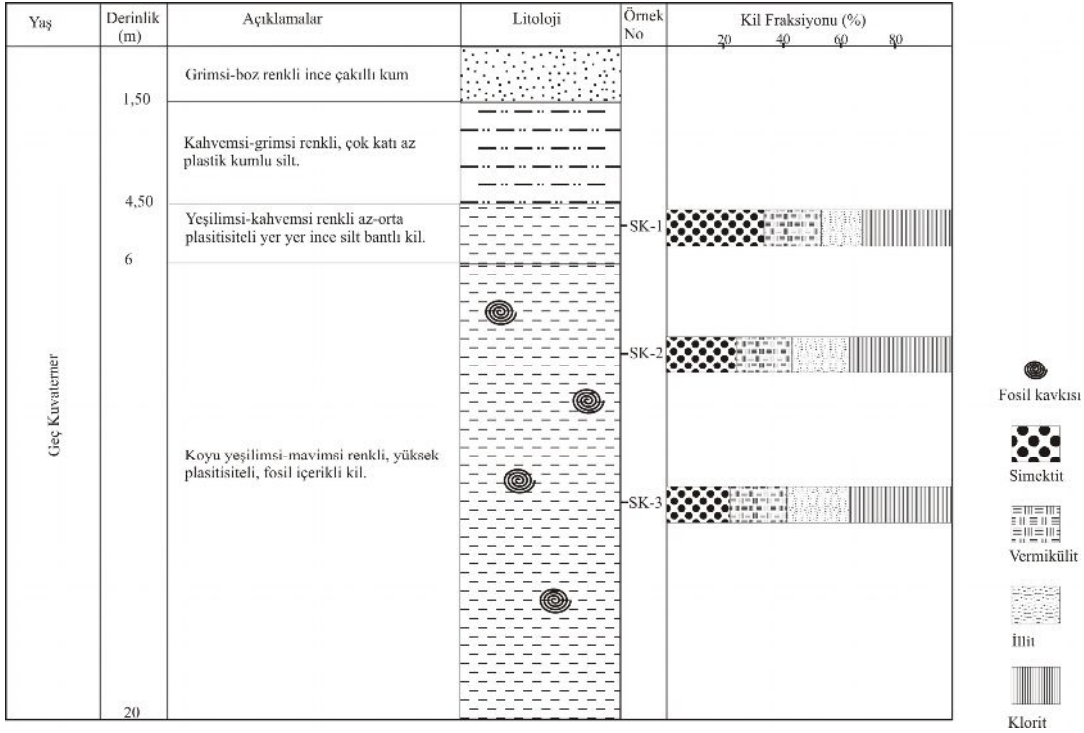 Yaş
Derinlik
(m)
Açıklamalar
Litoloji
Örnek
No
Kil Fraksiyonu (%)
20 40 60 80
Grimsi-boz renkli ince çakıllı kum
1,50
Kahvemsi-grimsi renkli, çok katı az
plastik kumlu silt.
4,50
Yeşilimsi-kahvemsi renkli az-orta
plasitisiteli yer yer ince silt bantlı kil.
SK-1
6
SK-2
Geç Kuvaterner
Koyu yeşilimsi-mavimsi renkli, yüksek
plasitisiteli, fosil içerikli kil.
SK-3
20
Fosil kavkısı
Simektit
Vermikülit
İllit
Klorit